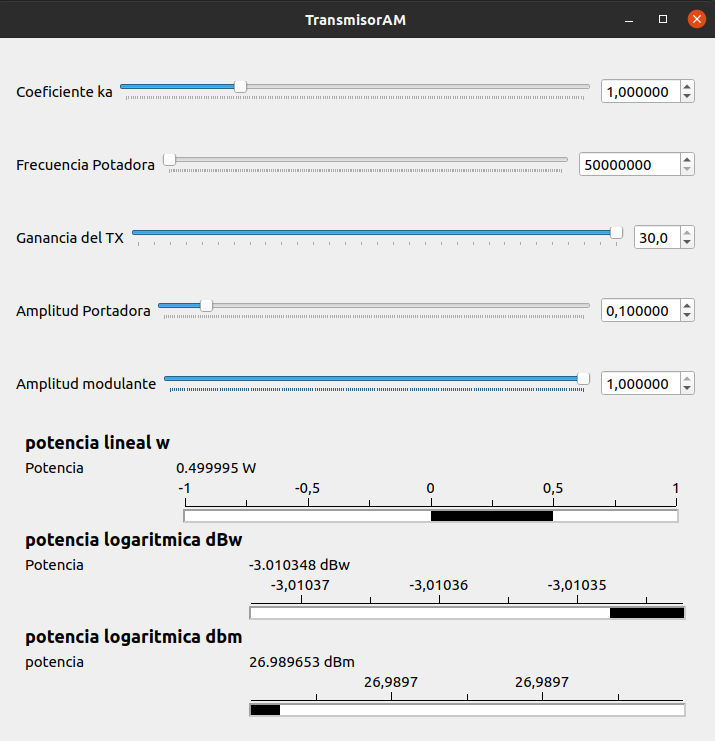 TransmisorAM
Coeficiente ka 1,000000
Frecuencia Potadora 50000000
Ganancia del TX 30,0
Amplitud Portadora 0,100000
Amplitud modulante 1,000000
potencia lineal w
Potencia 0.499995 W
-1 -0,5 0 0,5 1
potencia logaritmica dBw
Potencia -3.010348 dBw
-3,01037 -3,01036 -3,01035
potencia logaritmica dbm
potencia 26.989653 dBm
26,9897 26,9897